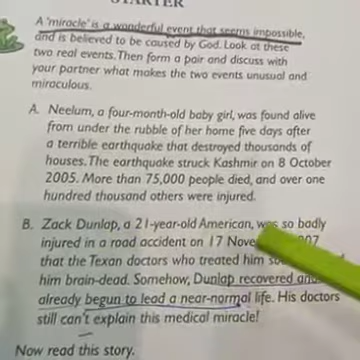 STARTER
A 'miracle' is a wonderful event that seems impossible,
and is believed to be caused by God. Look at these
two real events. Then form a pair and discuss with
your partner what makes the two events unusual and
miraculous.
A. Neelum, a four-month-old baby girl, was found alive
from under the rubble of her home five days after
a terrible earthquake that destroyed thousands of
houses. The earthquake struck Kashmir on 8 October
2005. More than 75,000 people died, and over one
hundred thousand others were injured.
B. Zack Dunlap, a 21-year-old American, was so badly
injured in a road accident on 17
that the Texan doctors who treated him
him brain-dead. Somehow, Dunlap recovered and
already begun to lead a near-normal life. His doctors
still can't explain this medical miracle!
Now read this story.